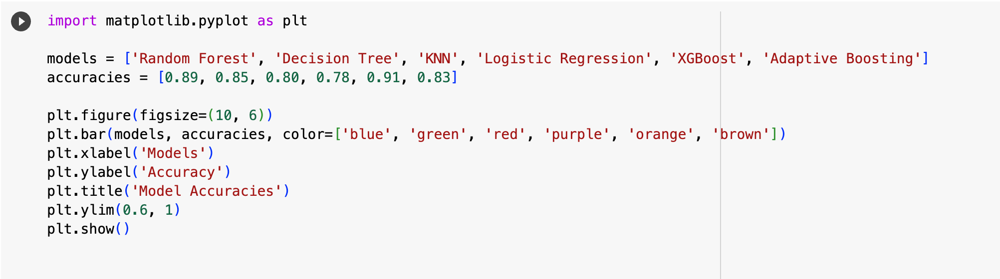 import matplotlib.pyplot as plt
models = ['Random Forest', 'Decision Tree', 'KNN', 'Logistic Regression', 'XGBoost', 'Adaptive Boosting']
accuracies = [0.89, 0.85, 0.80, 0.78, 0.91, 0.83]
plt.figure(figsize=(10, 6))
plt.bar(models, accuracies, color=['blue', 'green', 'red', 'purple', 'orange', 'brown'])
plt.xlabel('Models')
plt.ylabel('Accuracy')
plt.title('Model Accuracies')
plt.ylim(0.6, 1)
plt.show()